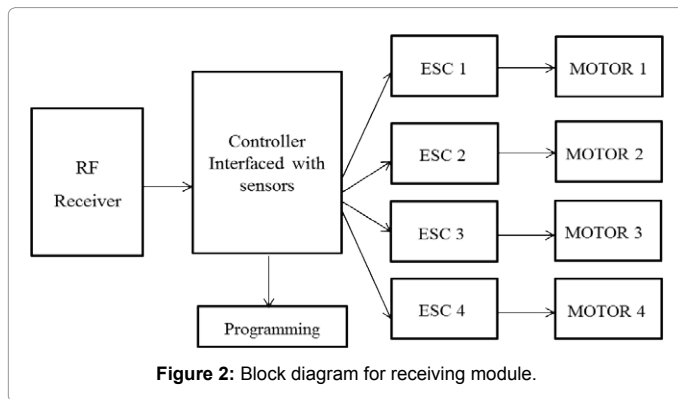 RF
Receiver
Controller
Interfaced with
sensors
Programming
ESC 1
MOTOR 1
ESC 2
MOTOR 2
ESC 3
MOTOR 3
ESC 4
MOTOR 4
Figure 2: Block diagram for receiving module.